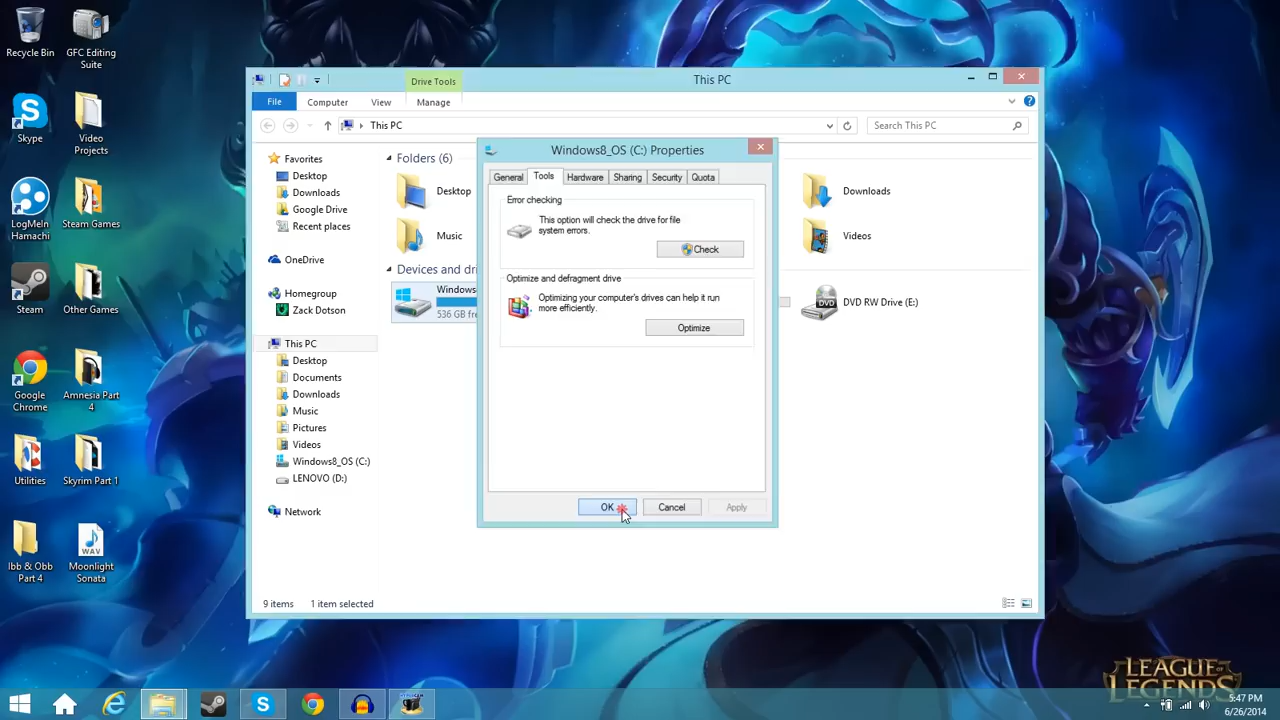 Recycle Bin
GFC Editing
Suite
Skype
Video
Projects
LogMeIn
Hamachi
Steam Games
Steam
Other Games
Google
Chrome
Amnesia Part
4
Utilities
Skyrim Part 1
Ibb & Obb
Part 4
WAV
Moonlight
Sonata
Drive Tools
This PC
File
Computer
View
Manage
This PC
Search This PC
Favorites
Desktop
Downloads
Google Drive
Recent places
OneDrive
Homegroup
Zack Dotson
This PC
Desktop
Documents
Downloads
Music
Pictures
Videos
Windows8_OS (C:)
LENOVO (D:)
Network
Folders (6)
Desktop
Music
Devices and dri
Windows
536 GB fre
Downloads
Videos
DVD
DVD RW Drive (E:)
9 items
1 item selected
Windows8_OS (C:) Properties
General
Tools
Hardware
Sharing
Security
Quota
Error checking
This option will check the drive for file
system errors.
Check
Optimize and defragment drive
Optimizing your computer's drives can help it run
more efficiently.
Optimize
OK
Cancel
Apply
LEAGUE OF
LEGENDS
5:47 PM
6/26/2014